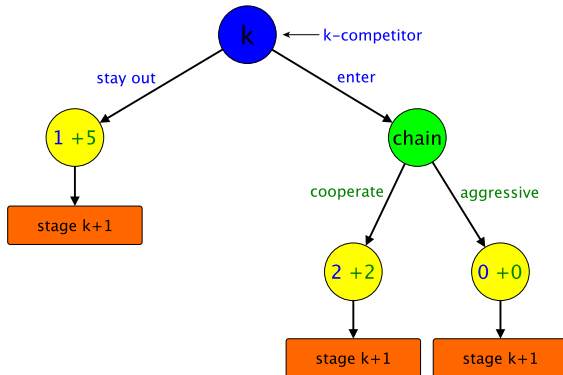 k
k-competitor
stay out
enter
1 +5
chain
stage k+1
cooperate
aggressive
2 +2
0 +0
stage k+1
stage k+1